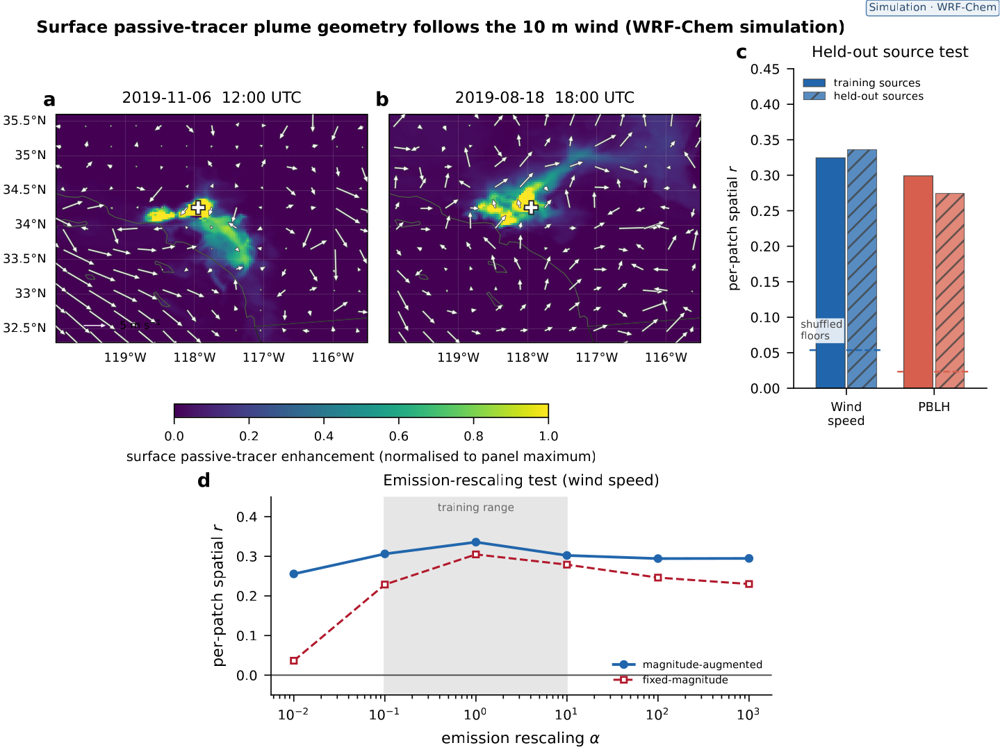 Simulation · WRF-Chem
Surface passive-tracer plume geometry follows the 10 m wind (WRF-Chem simulation)
a
2019-11-06 12:00 UTC
35.5°N
35°N
34.5°N
34°N
33.5°N
33°N
32.5°N
5 m s⁻¹
119°W
118°W
117°W
116°W
b
2019-08-18 18:00 UTC
119°W
118°W
117°W
116°W
0.0
0.2
0.4
0.6
0.8
1.0
surface passive-tracer enhancement (normalised to panel maximum)
c
Held-out source test
training sources
held-out sources
0.45
0.40
0.35
0.30
0.25
0.20
0.15
0.10
0.05
0.00
per-patch spatial r
shuffled
floors
Wind
speed
PBLH
d
Emission-rescaling test (wind speed)
training range
0.4
0.3
0.2
0.1
0.0
per-patch spatial r
magnitude-augmented
fixed-magnitude
10⁻²
10⁻¹
10⁰
10¹
10²
10³
emission rescaling α